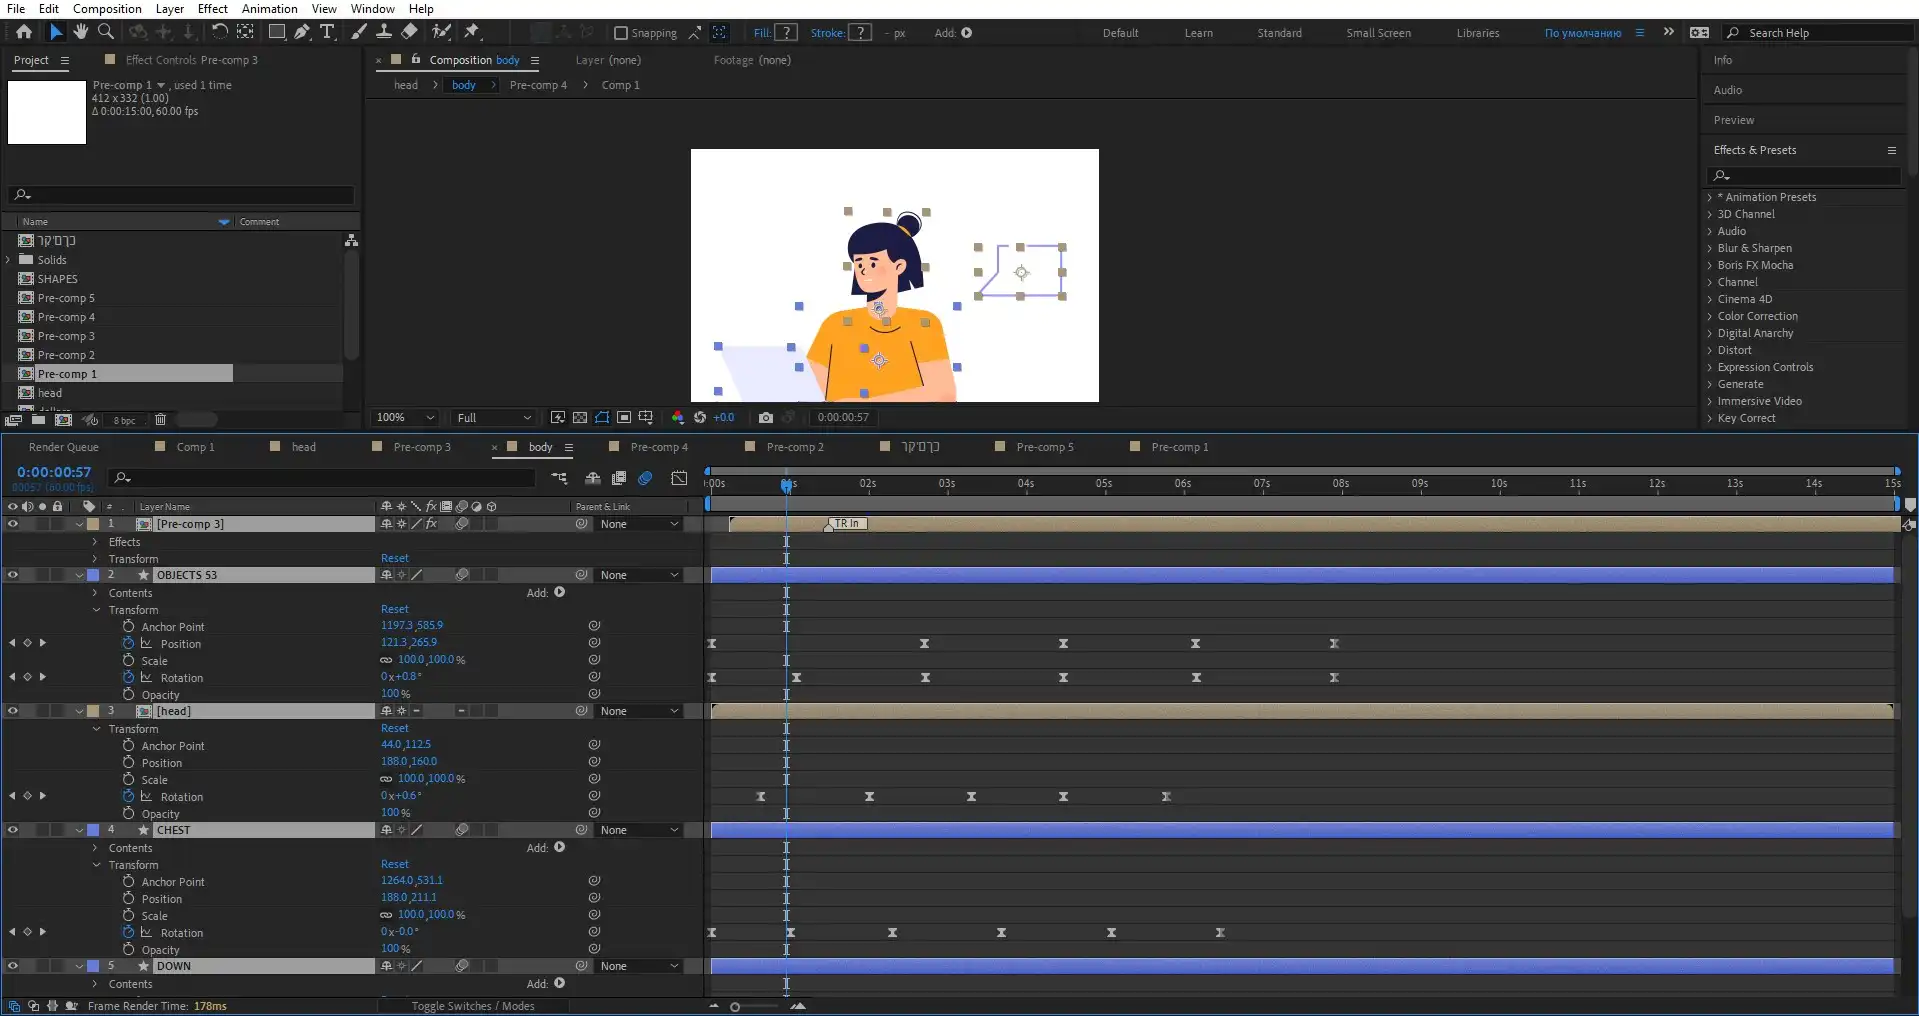 File Edit Composition Layer Effect Animation View Window Help
Snapping Fill: ? Stroke: ? - px Add: Default Learn Standard Small Screen Libraries По умолчанию Search Help
Project Effect Controls Pre-comp 3
Composition body Layer (none) Footage (none)
head body Pre-comp 4 Comp 1
Pre-comp 1 , used 1 time
412 x 332 (1.00)
Δ 0:00:15:00, 60.00 fps
Name Comment
Solids
SHAPES
Pre-comp 5
Pre-comp 4
Pre-comp 3
Pre-comp 2
Pre-comp 1
head
8 bpc
100% Full +0.0 0:00:00:57
Info
Audio
Preview
Effects & Presets
* Animation Presets
3D Channel
Audio
Blur & Sharpen
Boris FX Mocha
Channel
Cinema 4D
Color Correction
Digital Anarchy
Distort
Expression Controls
Generate
Immersive Video
Key Correct
Render Queue Comp 1 head Pre-comp 3 body Pre-comp 4 Pre-comp 2 Pre-comp 5 Pre-comp 1
0:00:00:57
00057 (60.00 fps)
:00s 02s 03s 04s 05s 06s 07s 08s 09s 10s 11s 12s 13s 14s 15s
# Layer Name fx Parent & Link
1 [Pre-comp 3] fx None TR In
Effects
Transform Reset
2 OBJECTS 53 None
Contents Add:
Transform Reset
Anchor Point 1197.3,585.9
Position 121.3,265.9
Scale 100.0,100.0%
Rotation 0x+0.8°
Opacity 100%
3 [head] None
Transform Reset
Anchor Point 44.0,112.5
Position 188.0,160.0
Scale 100.0,100.0%
Rotation 0x+0.6°
Opacity 100%
4 CHEST None
Contents Add:
Transform Reset
Anchor Point 1264.0,531.1
Position 188.0,211.1
Scale 100.0,100.0%
Rotation 0x-0.0°
Opacity 100%
5 DOWN None
Contents Add:
Frame Render Time: 178ms Toggle Switches / Modes